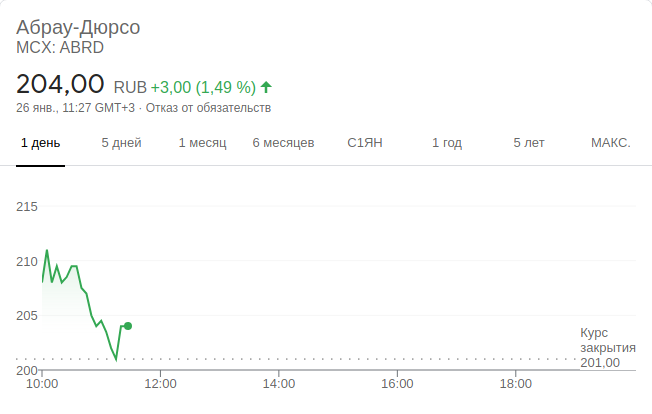 Абрау-Дюрсо
MCX: ABRD
204,00 RUB +3,00 (1,49 %)
26 янв., 11:27 GMT+3 · Отказ от обязательств
1 день 5 дней 1 месяц 6 месяцев С1ЯН 1 год 5 лет МАКС.
215
210
205
200
Курс
закрытия
201,00
10:00 12:00 14:00 16:00 18:00